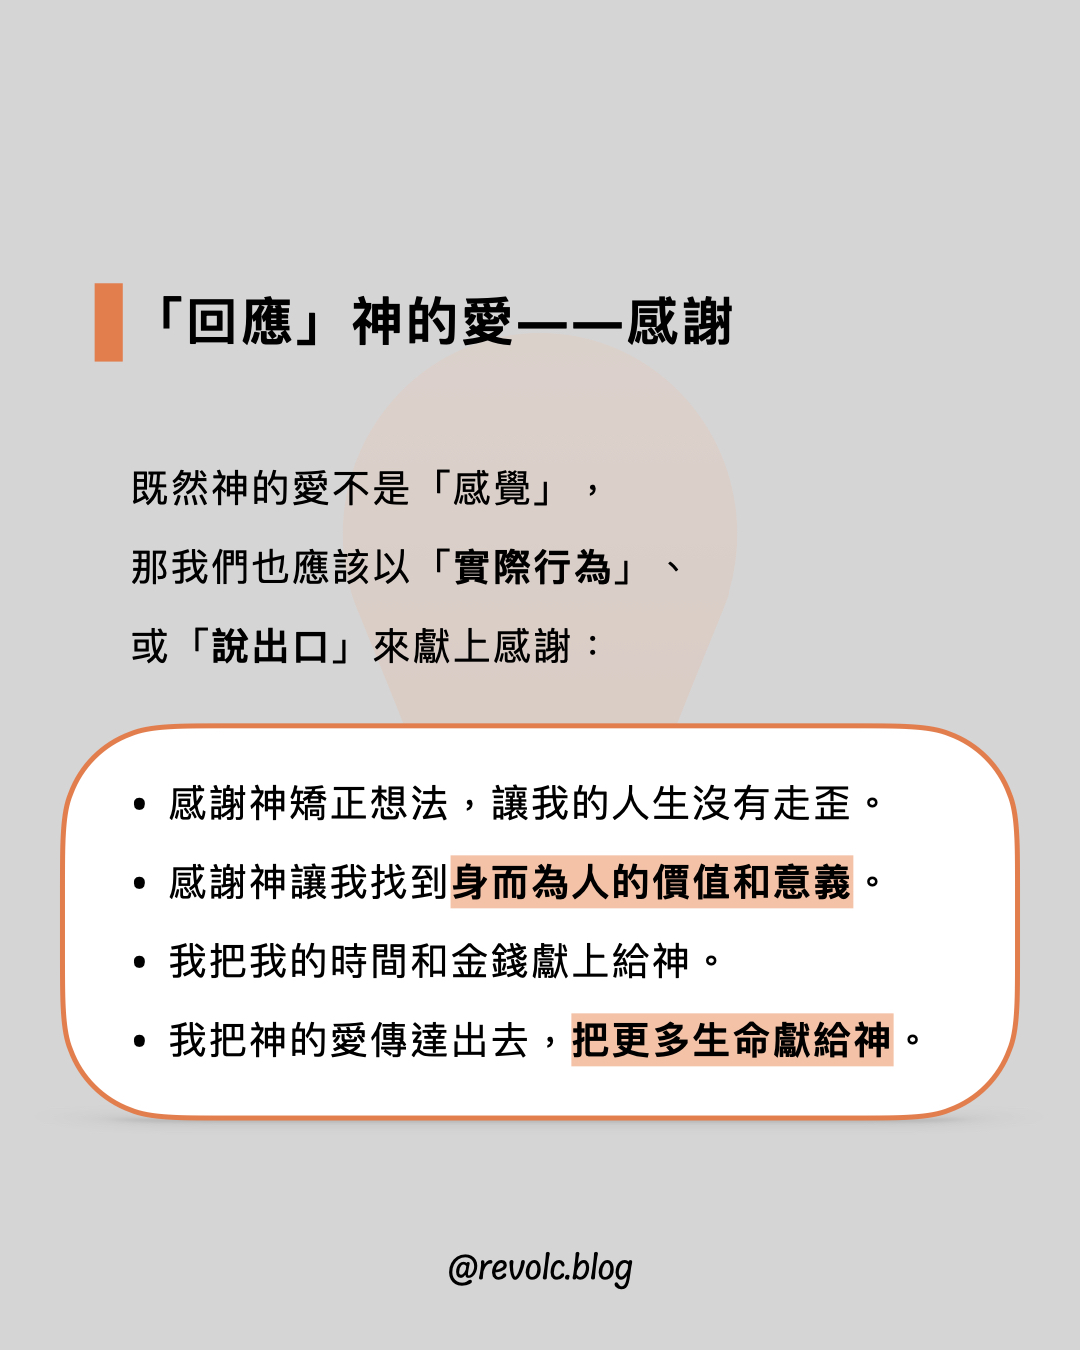 「回應」神的愛——感謝
既然神的愛不是「感覺」，
那我們也應該以「實際行為」、
或「說出口」來獻上感謝：
• 感謝神矯正想法，讓我的人生沒有走歪。
• 感謝神讓我找到身而為人的價值和意義。
• 我把我的時間和金錢獻上給神。
• 我把神的愛傳達出去，把更多生命獻給神。
@revolc.blog